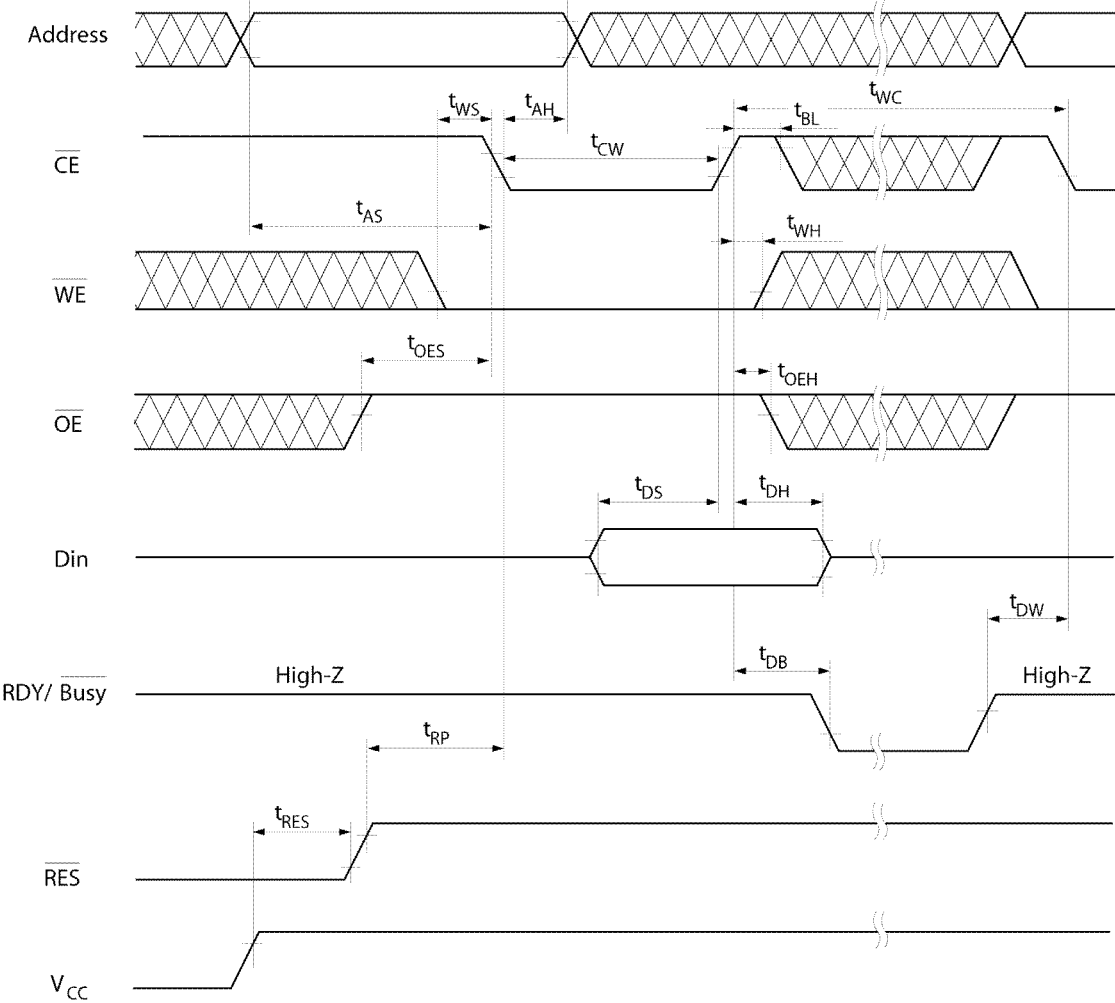 Address
tWC
tWS
tAH
tBL
CE
tCW
tAS
tWH
WE
tOES
tOEH
OE
tDS
tDH
Din
tDW
tDB
High-Z
High-Z
RDY/ Busy
tRP
tRES
RES
VCC